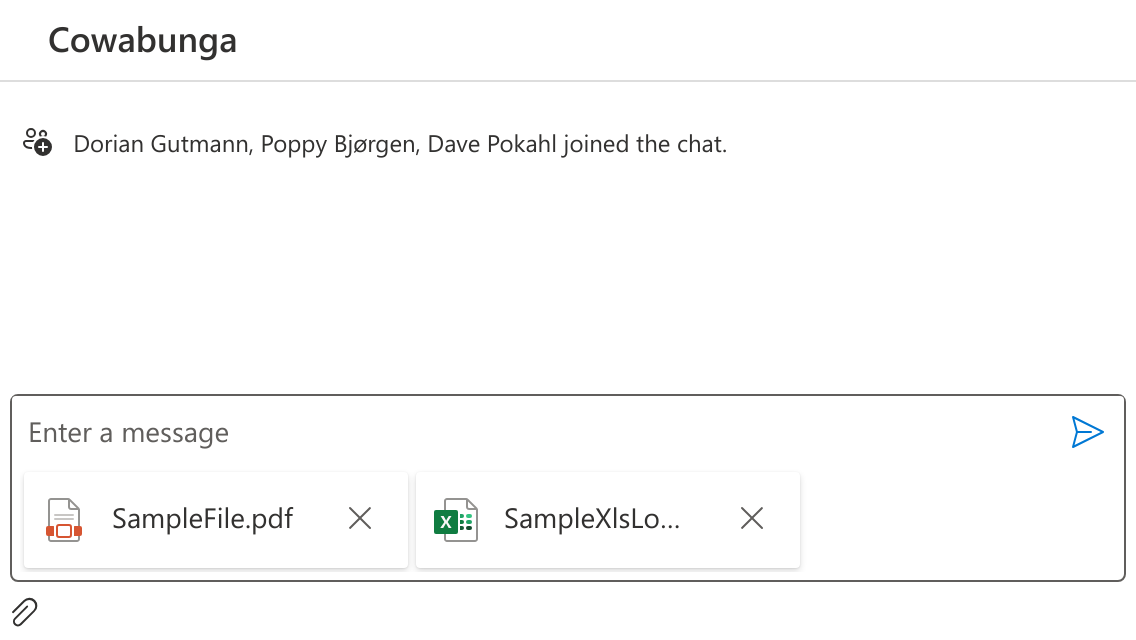 Cowabunga
Dorian Gutmann, Poppy Bjørgen, Dave Pokahl joined the chat.
Enter a message
SampleFile.pdf
X SampleXlsLo...